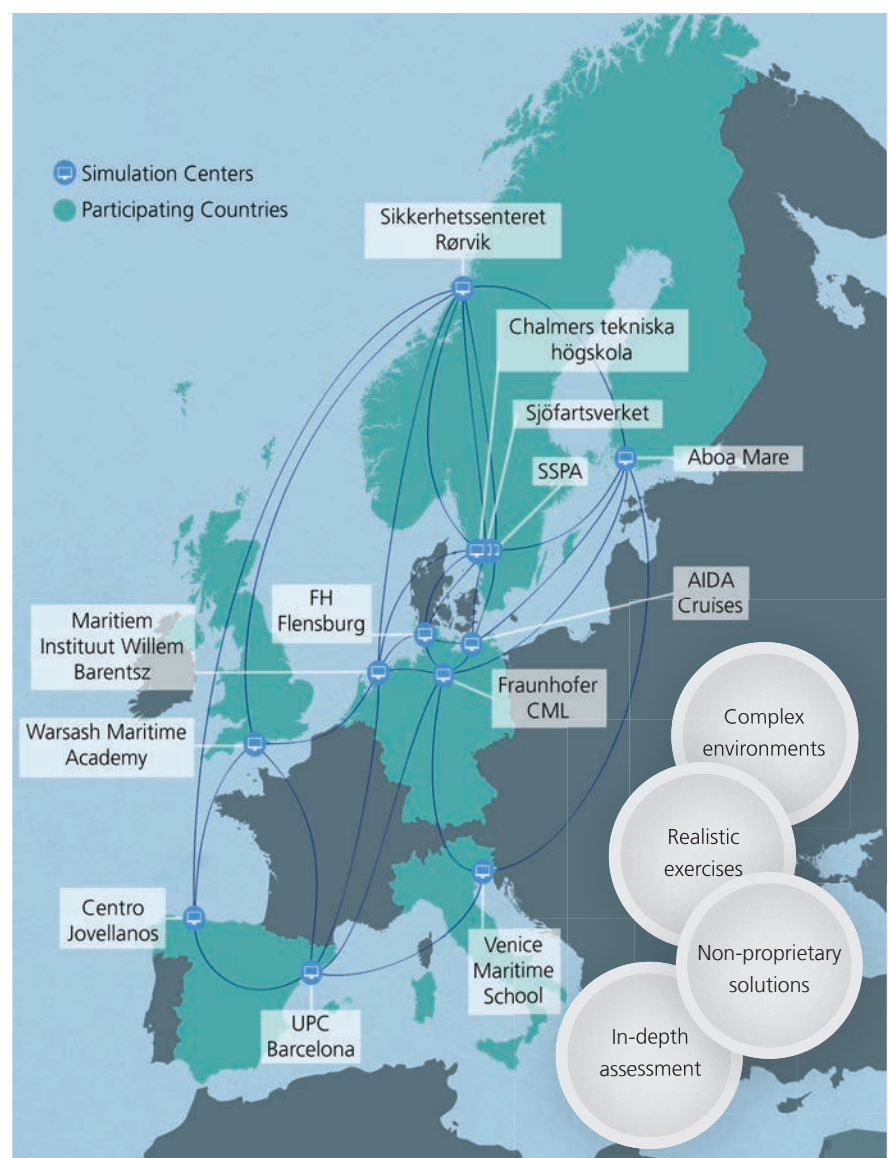 Simulation Centers
Participating Countries
Sikkerhetssenteret
Rørvik
Chalmers tekniska
högskola
Sjöfartsverket
SSPA
Aboa Mare
AIDA
Cruises
FH
Flensburg
Maritiem
Instituut Willem
Barentsz
Fraunhofer
CML
Warsash Maritime
Academy
Centro
Jovellanos
Venice
Maritime
School
UPC
Barcelona
Complex
environments
Realistic
exercises
Non-proprietary
solutions
In-depth
assessment